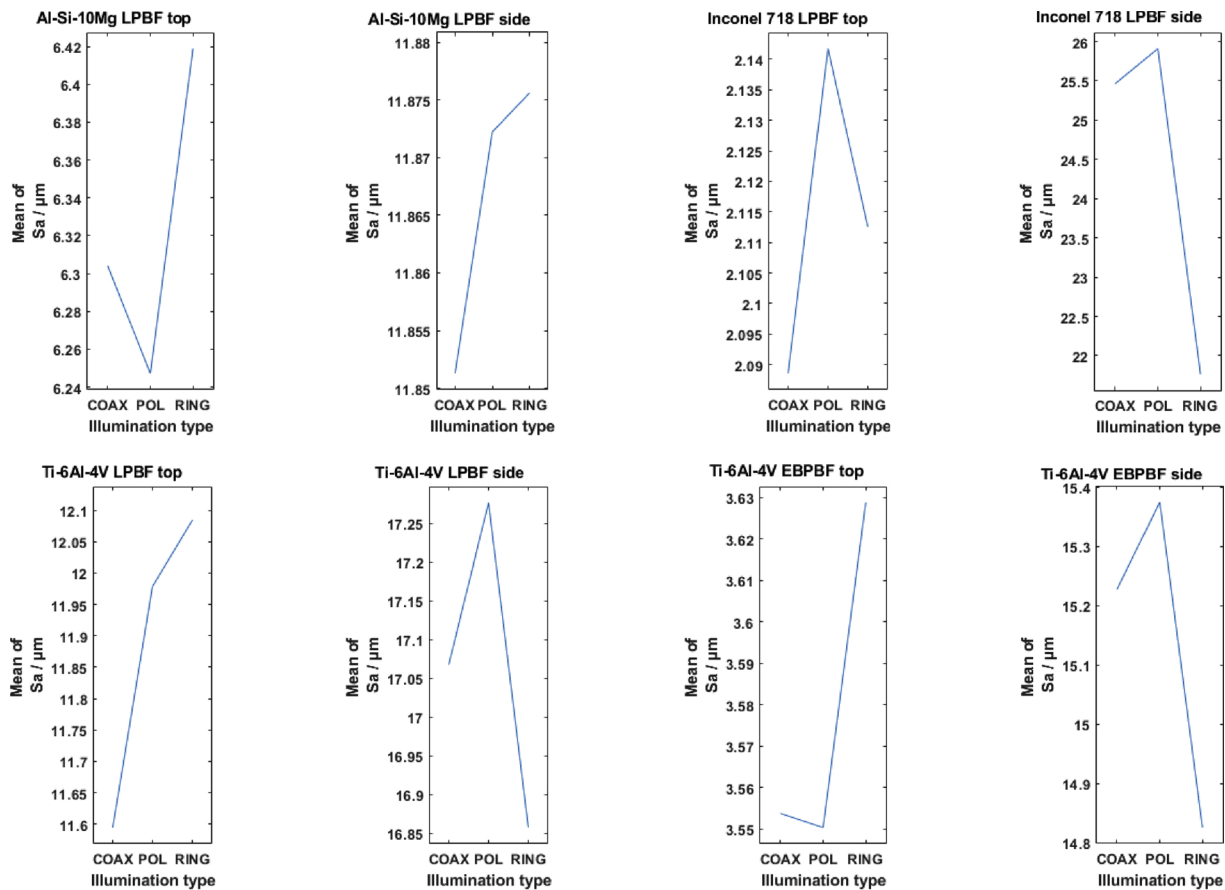 Al-Si-10Mg LPBF top
6.42
6.4
6.38
6.36
6.34
6.32
6.3
6.28
6.26
6.24
Mean of
Sa / µm
COAX POL RING
Illumination type
Al-Si-10Mg LPBF side
11.88
11.875
11.87
11.865
11.86
11.855
11.85
Mean of
Sa / µm
COAX POL RING
Illumination type
Inconel 718 LPBF top
2.14
2.135
2.13
2.125
2.12
2.115
2.11
2.105
2.1
2.095
2.09
Mean of
Sa / µm
COAX POL RING
Illumination type
Inconel 718 LPBF side
26
25.5
25
24.5
24
23.5
23
22.5
22
Mean of
Sa / µm
COAX POL RING
Illumination type
Ti-6Al-4V LPBF top
12.1
12.05
12
11.95
11.9
11.85
11.8
11.75
11.7
11.65
11.6
Mean of
Sa / µm
COAX POL RING
Illumination type
Ti-6Al-4V LPBF side
17.25
17.2
17.15
17.1
17.05
17
16.95
16.9
16.85
Mean of
Sa / µm
COAX POL RING
Illumination type
Ti-6Al-4V EBPBF top
3.63
3.62
3.61
3.6
3.59
3.58
3.57
3.56
3.55
Mean of
Sa / µm
COAX POL RING
Illumination type
Ti-6Al-4V EBPBF side
15.4
15.3
15.2
15.1
15
14.9
14.8
Mean of
Sa / µm
COAX POL RING
Illumination type